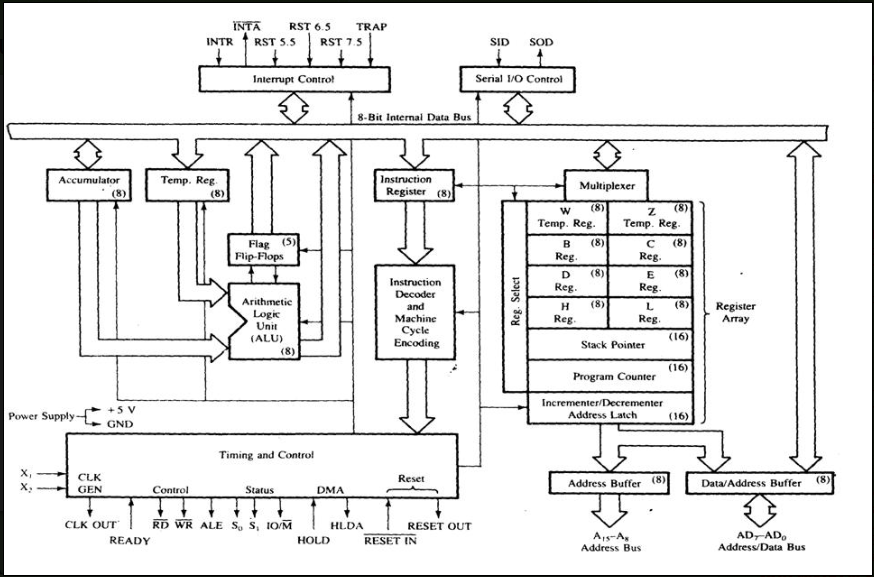 INTA RST 6.5 TRAP
INTR RST 5.5 RST 7.5
SID SOD
Interrupt Control
Serial I/O Control
8-Bit Internal Data Bus
Accumulator
(8)
Temp. Reg.
(8)
Instruction
Register (8)
Multiplexer
Flag (5)
Flip-Flops
Arithmetic
Logic
Unit
(ALU)
(8)
Instruction
Decoder
and
Machine
Cycle
Encoding
Reg. Select
W (8)
Temp. Reg.
Z (8)
Temp. Reg.
B (8)
Reg.
C (8)
Reg.
D (8)
Reg.
E (8)
Reg.
H (8)
Reg.
L (8)
Reg.
Stack Pointer (16)
Program Counter (16)
Incrementer/Decrementer
Address Latch (16)
Register
Array
Power Supply
+5 V
GND
Timing and Control
X₁
X₂
CLK
GEN
Control
Status
DMA
Reset
CLK OUT
READY
RD WR ALE S₀ S₁ IO/M
HOLD
HLDA
RESET IN
RESET OUT
Address Buffer (8)
Data/Address Buffer (8)
A₁₅–A₈
Address Bus
AD₇–AD₀
Address/Data Bus